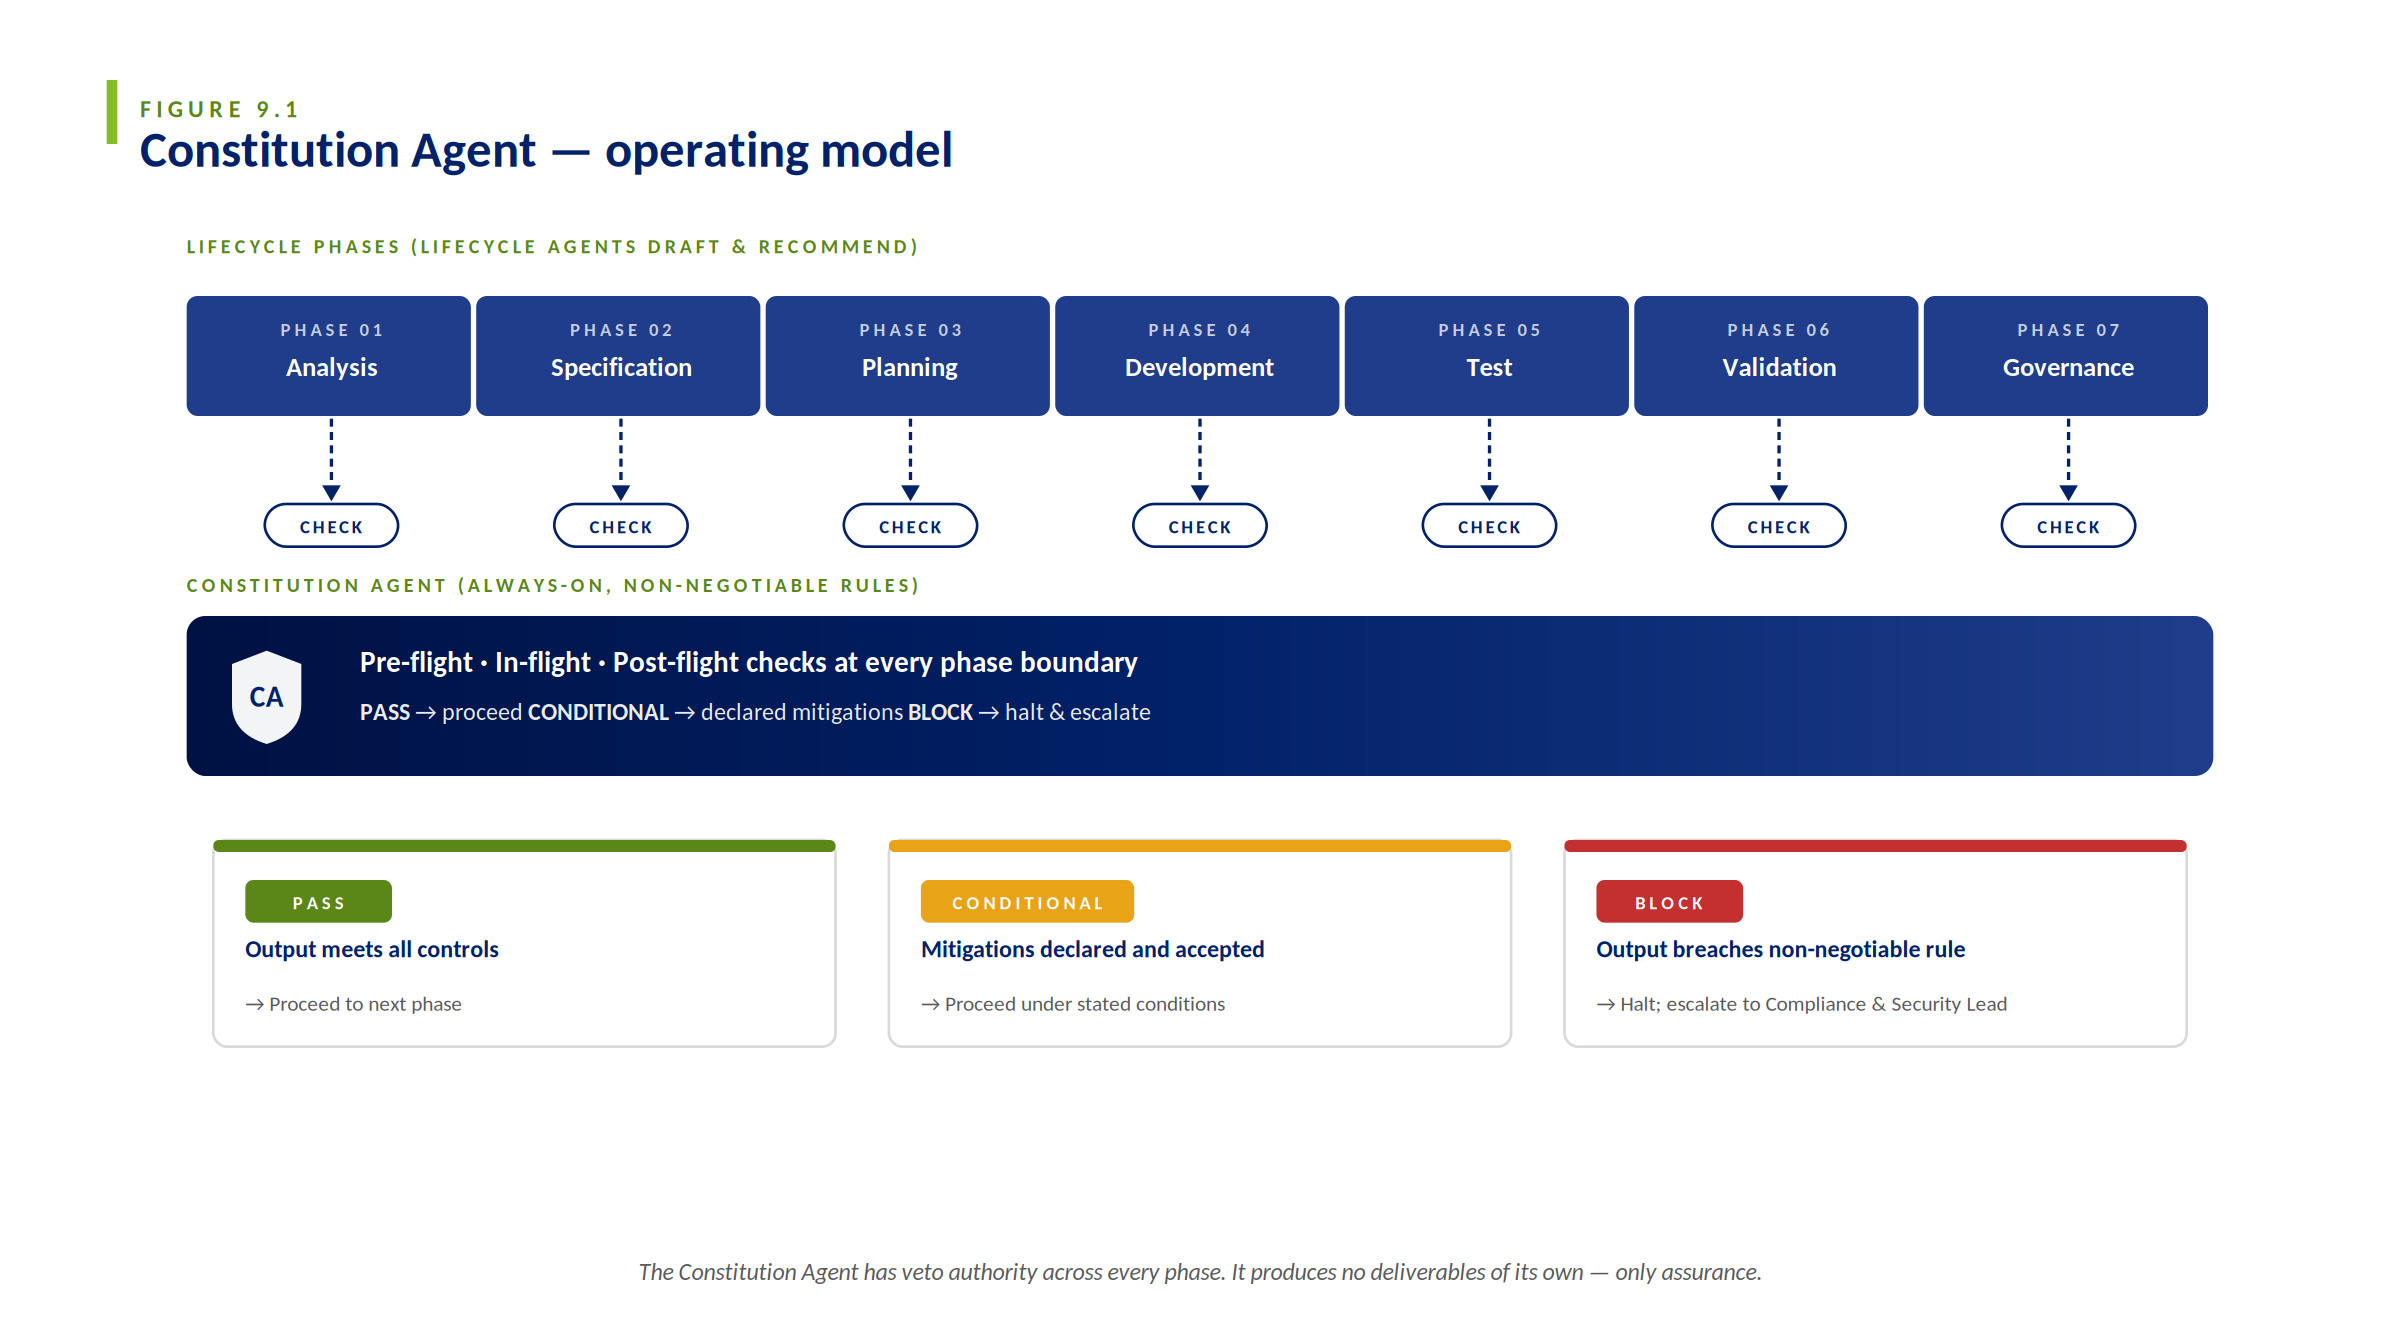 FIGURE 9.1
Constitution Agent — operating model
LIFECYCLE PHASES (LIFECYCLE AGENTS DRAFT & RECOMMEND)
PHASE 01
Analysis
PHASE 02
Specification
PHASE 03
Planning
PHASE 04
Development
PHASE 05
Test
PHASE 06
Validation
PHASE 07
Governance
CHECK
CHECK
CHECK
CHECK
CHECK
CHECK
CHECK
CONSTITUTION AGENT (ALWAYS-ON, NON-NEGOTIABLE RULES)
CA
Pre-flight · In-flight · Post-flight checks at every phase boundary
PASS → proceed CONDITIONAL → declared mitigations BLOCK → halt & escalate
PASS
Output meets all controls
→ Proceed to next phase
CONDITIONAL
Mitigations declared and accepted
→ Proceed under stated conditions
BLOCK
Output breaches non-negotiable rule
→ Halt; escalate to Compliance & Security Lead
The Constitution Agent has veto authority across every phase. It produces no deliverables of its own — only assurance.